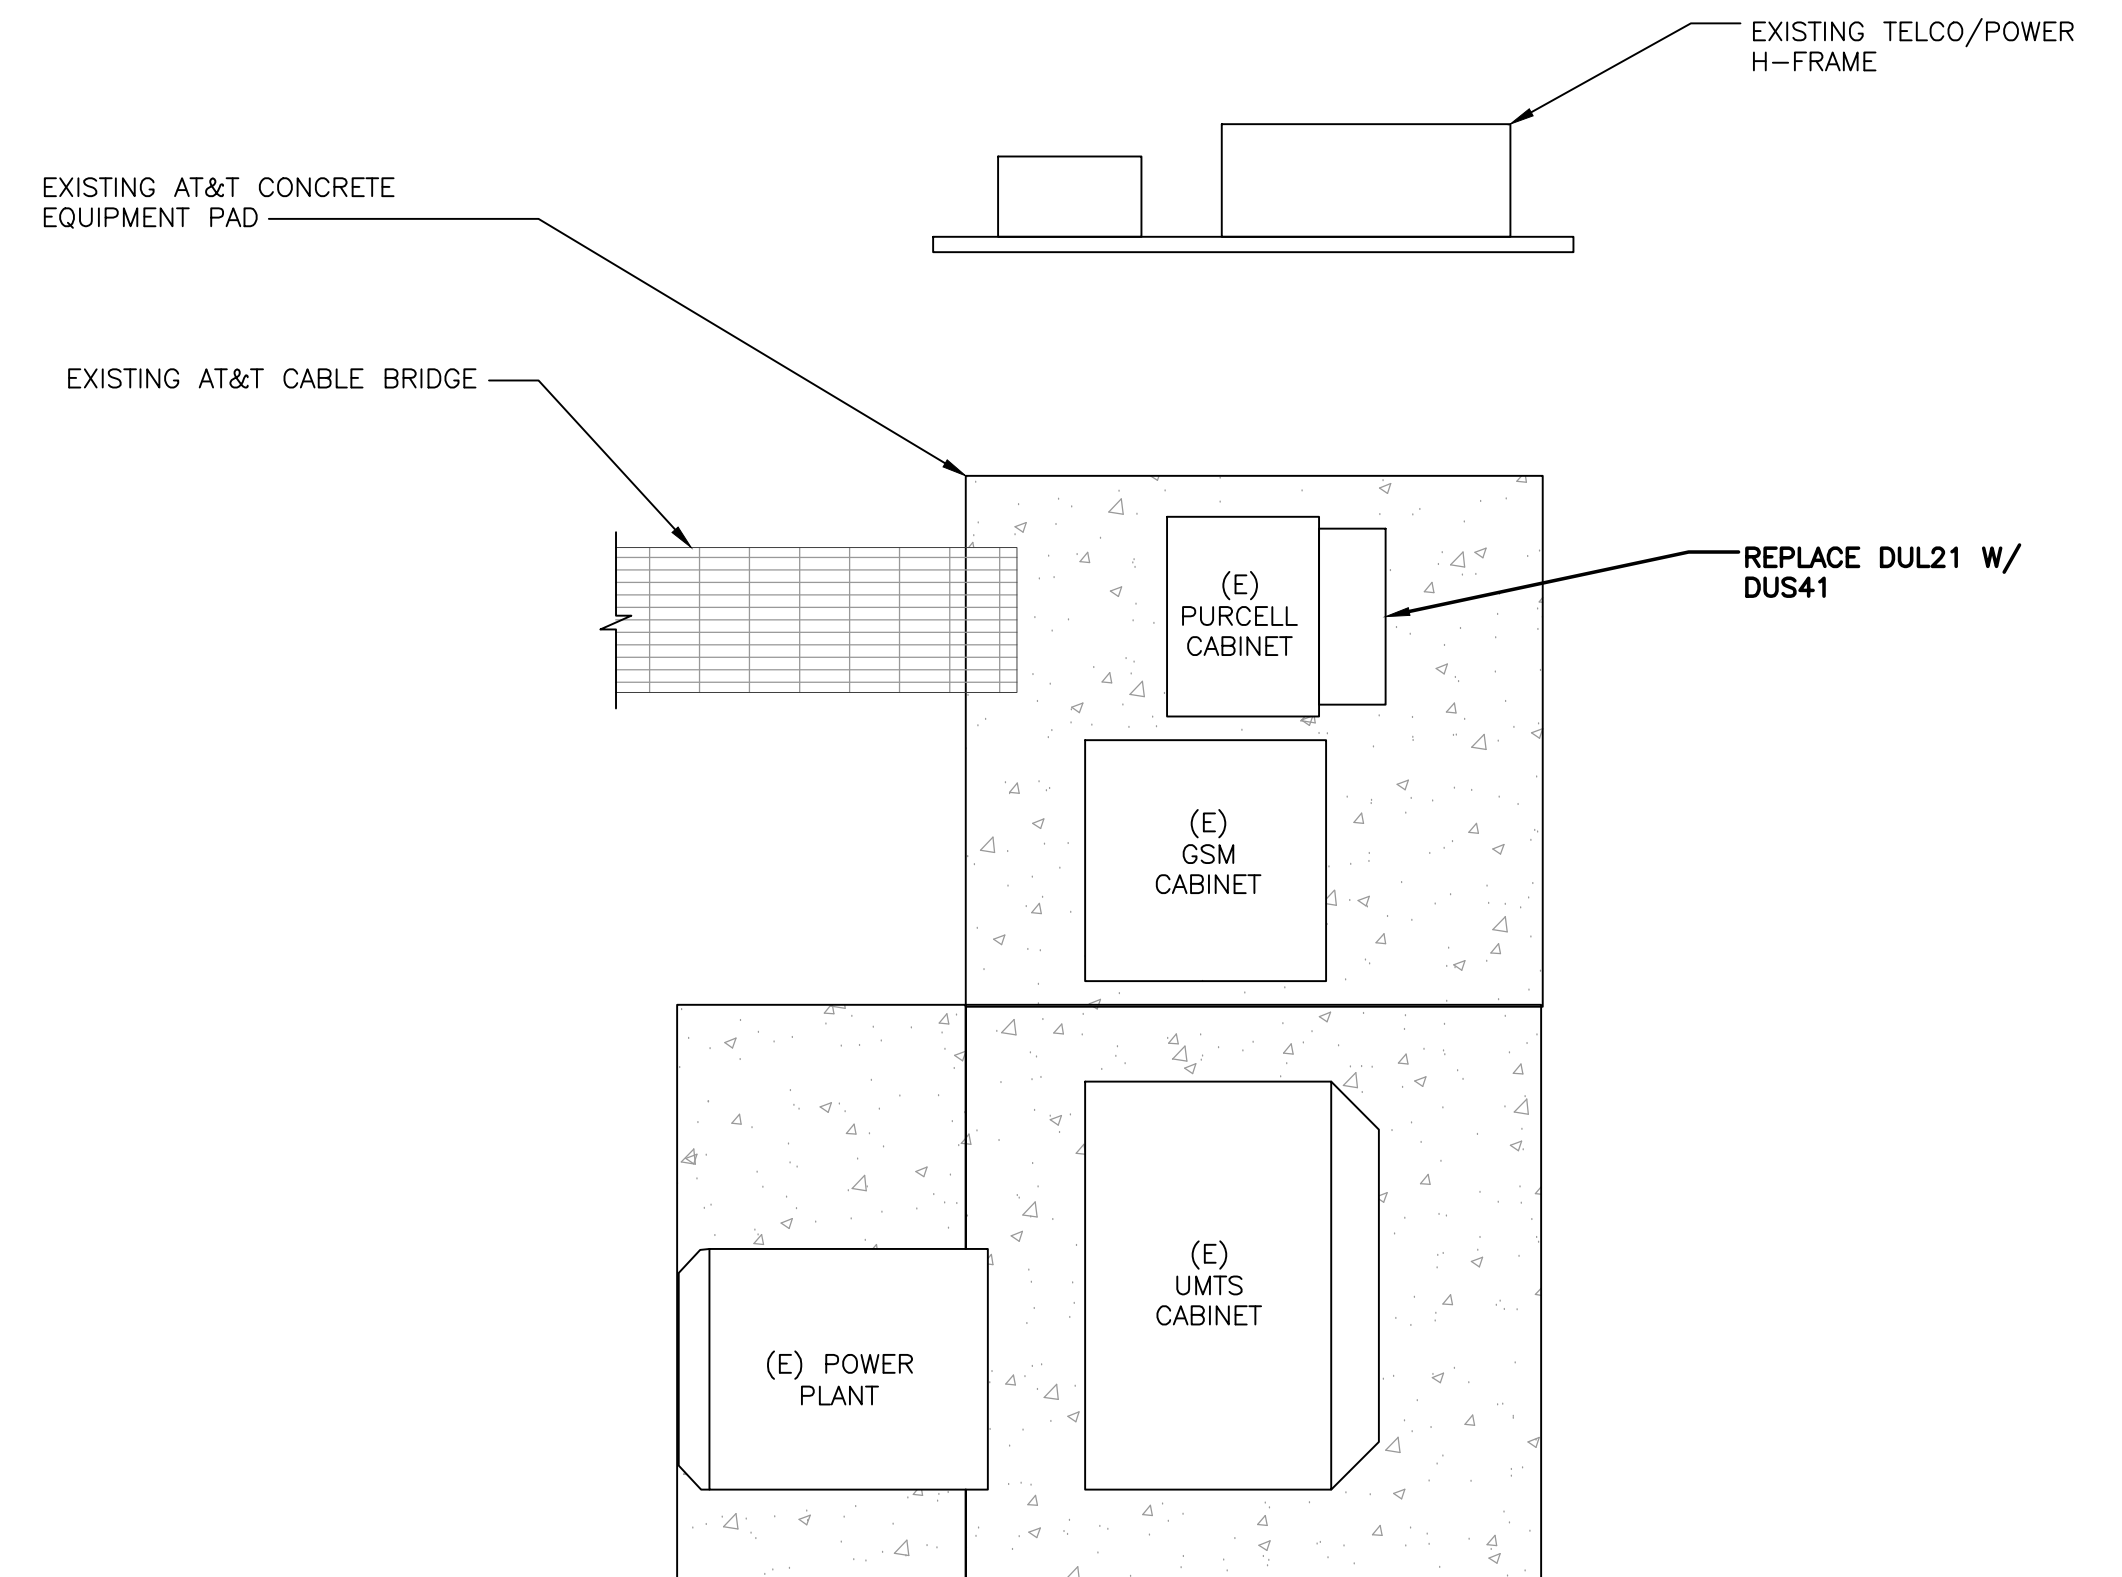 EXISTING TELCO/POWER
H-FRAME
EXISTING AT&T CONCRETE
EQUIPMENT PAD
EXISTING AT&T CABLE BRIDGE
REPLACE DUL21 W/
DUS41
(E)
PURCELL
CABINET
(E)
GSM
CABINET
(E)
UMTS
CABINET
(E) POWER
PLANT